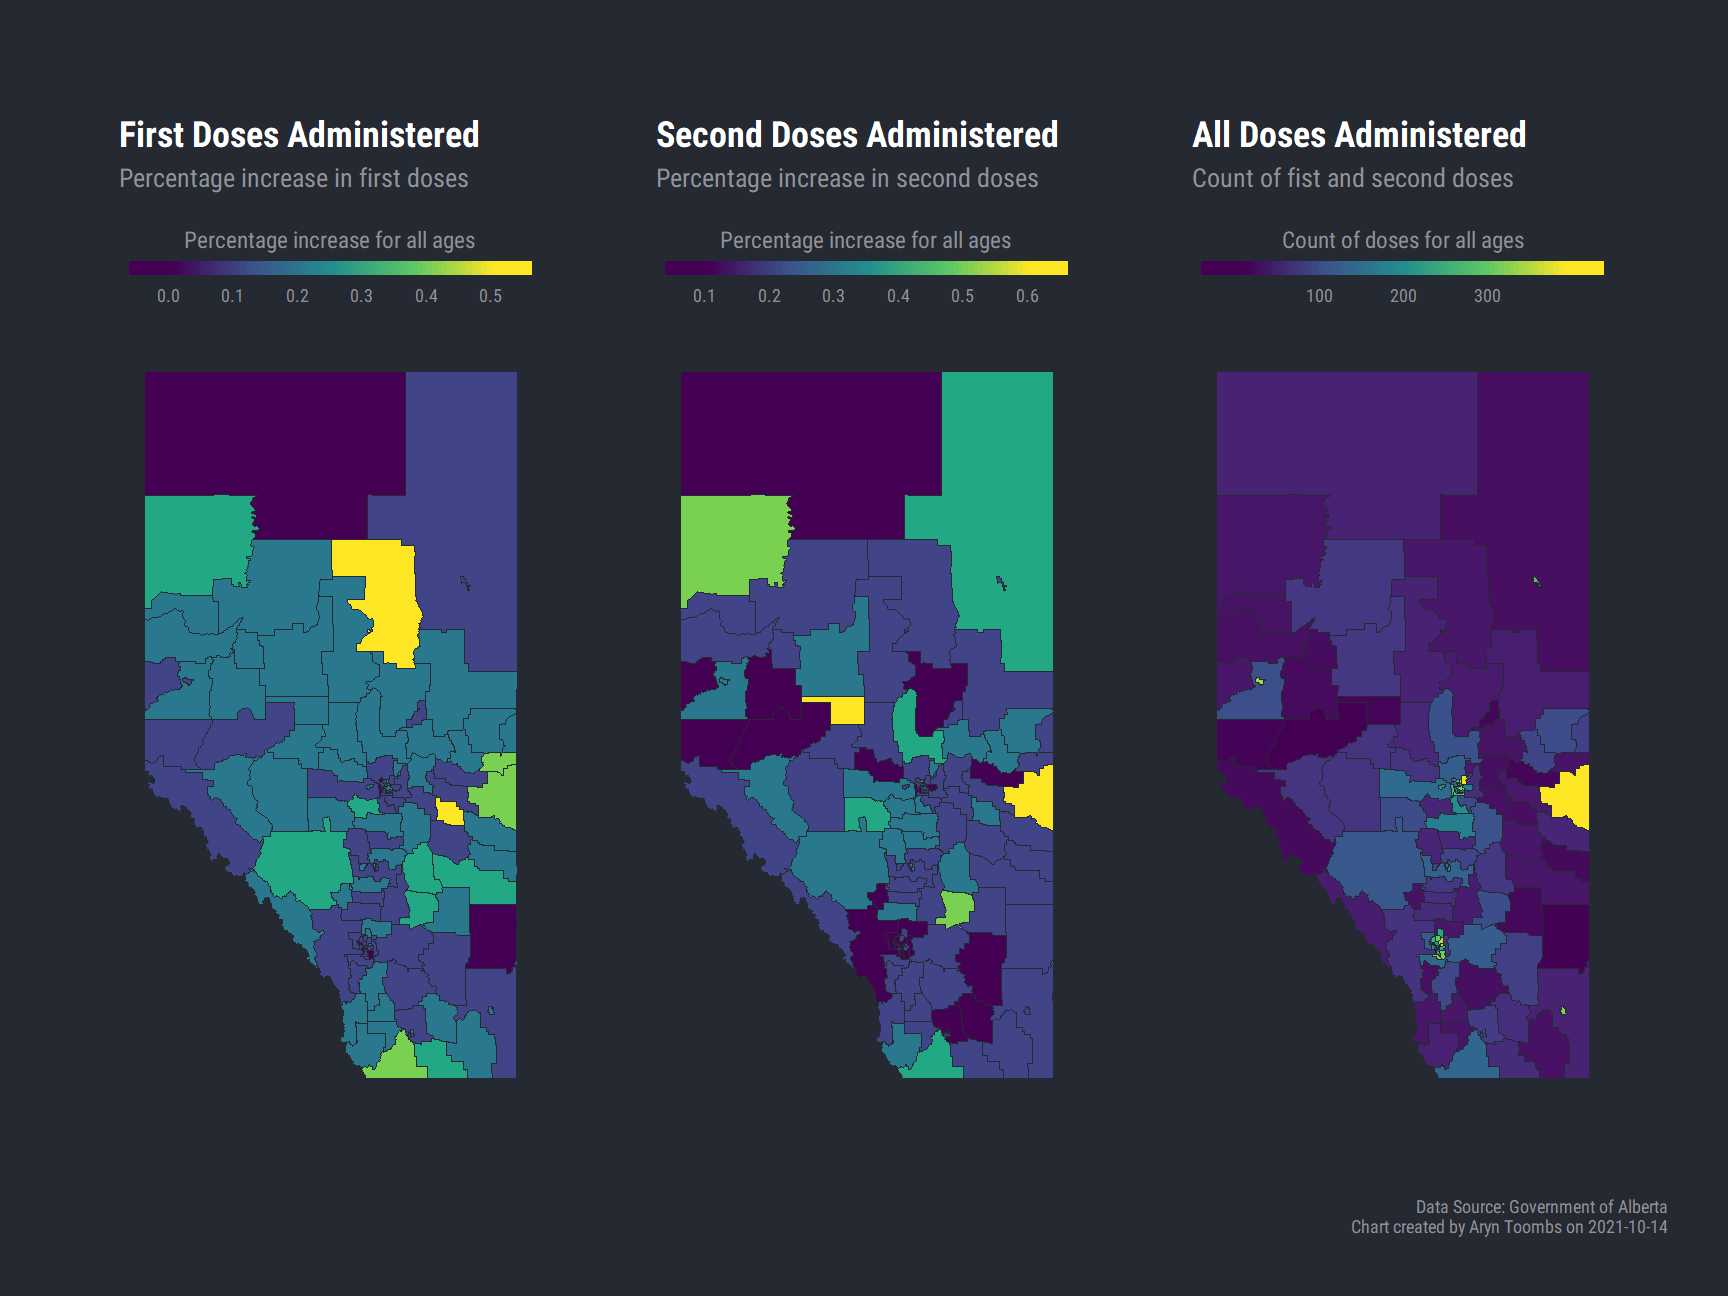 First Doses Administered
Percentage increase in first doses
Percentage increase for all ages
0.0 0.1 0.2 0.3 0.4 0.5
Second Doses Administered
Percentage increase in second doses
Percentage increase for all ages
0.1 0.2 0.3 0.4 0.5 0.6
All Doses Administered
Count of fist and second doses
Count of doses for all ages
100 200 300
Data Source: Government of Alberta
Chart created by Aryn Toombs on 2021-10-14